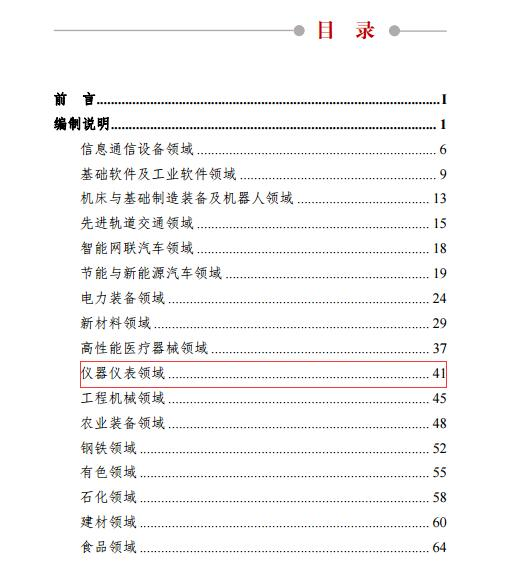 目 录
前 言 I
编制说明 1
信息通信设备领域 6
基础软件及工业软件领域 9
机床与基础制造装备及机器人领域 13
先进轨道交通领域 15
智能网联汽车领域 18
节能与新能源汽车领域 19
电力装备领域 24
新材料领域 29
高性能医疗器械领域 37
仪器仪表领域 41
工程机械领域 45
农业装备领域 48
钢铁领域 52
有色领域 55
石化领域 58
建材领域 60
食品领域 64